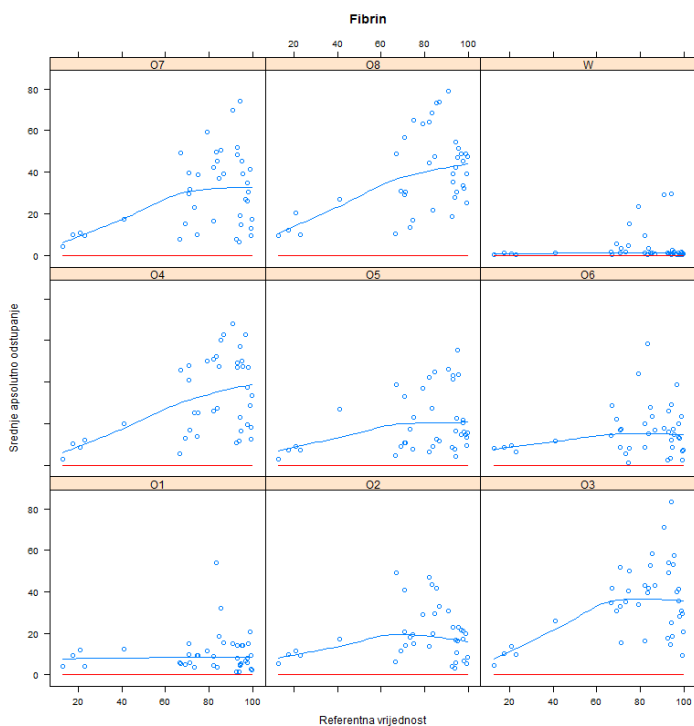 Fibrin
20 40 60 80 100
O7 O8 W
80
60
40
20
0
O4 O5 O6
Srednje apsolutno odstupanje
O1 O2 O3
80
60
40
20
0
20 40 60 80 100 20 40 60 80 100
Referentna vrijednost